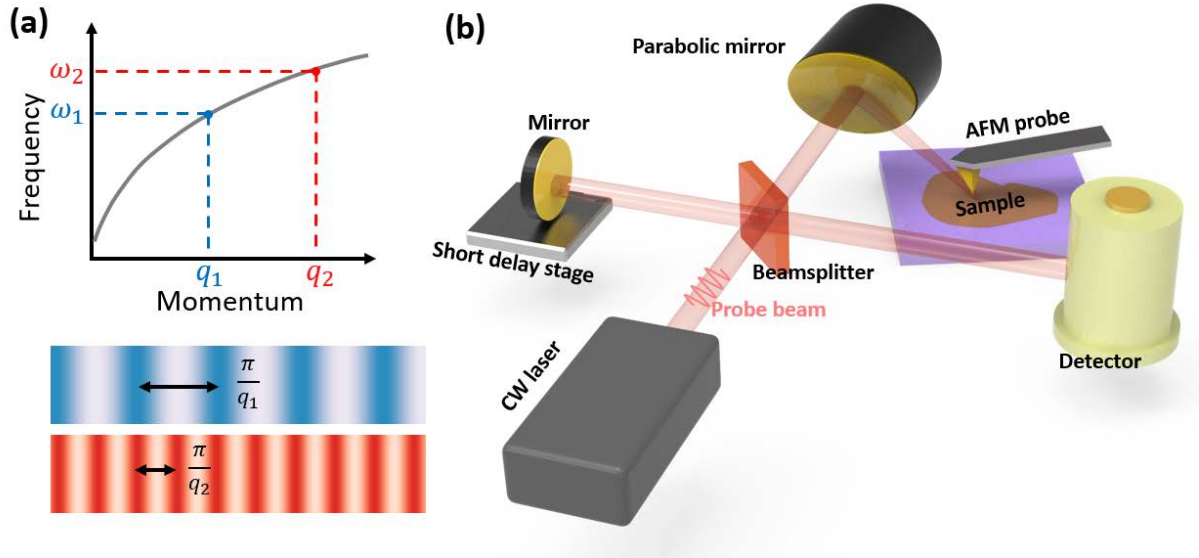 (a)
Frequency
ω₂
ω₁
q₁
q₂
Momentum
π
q₁
π
q₂
(b)
Parabolic mirror
Mirror
AFM probe
Sample
Short delay stage
Beamsplitter
Probe beam
CW laser
Detector